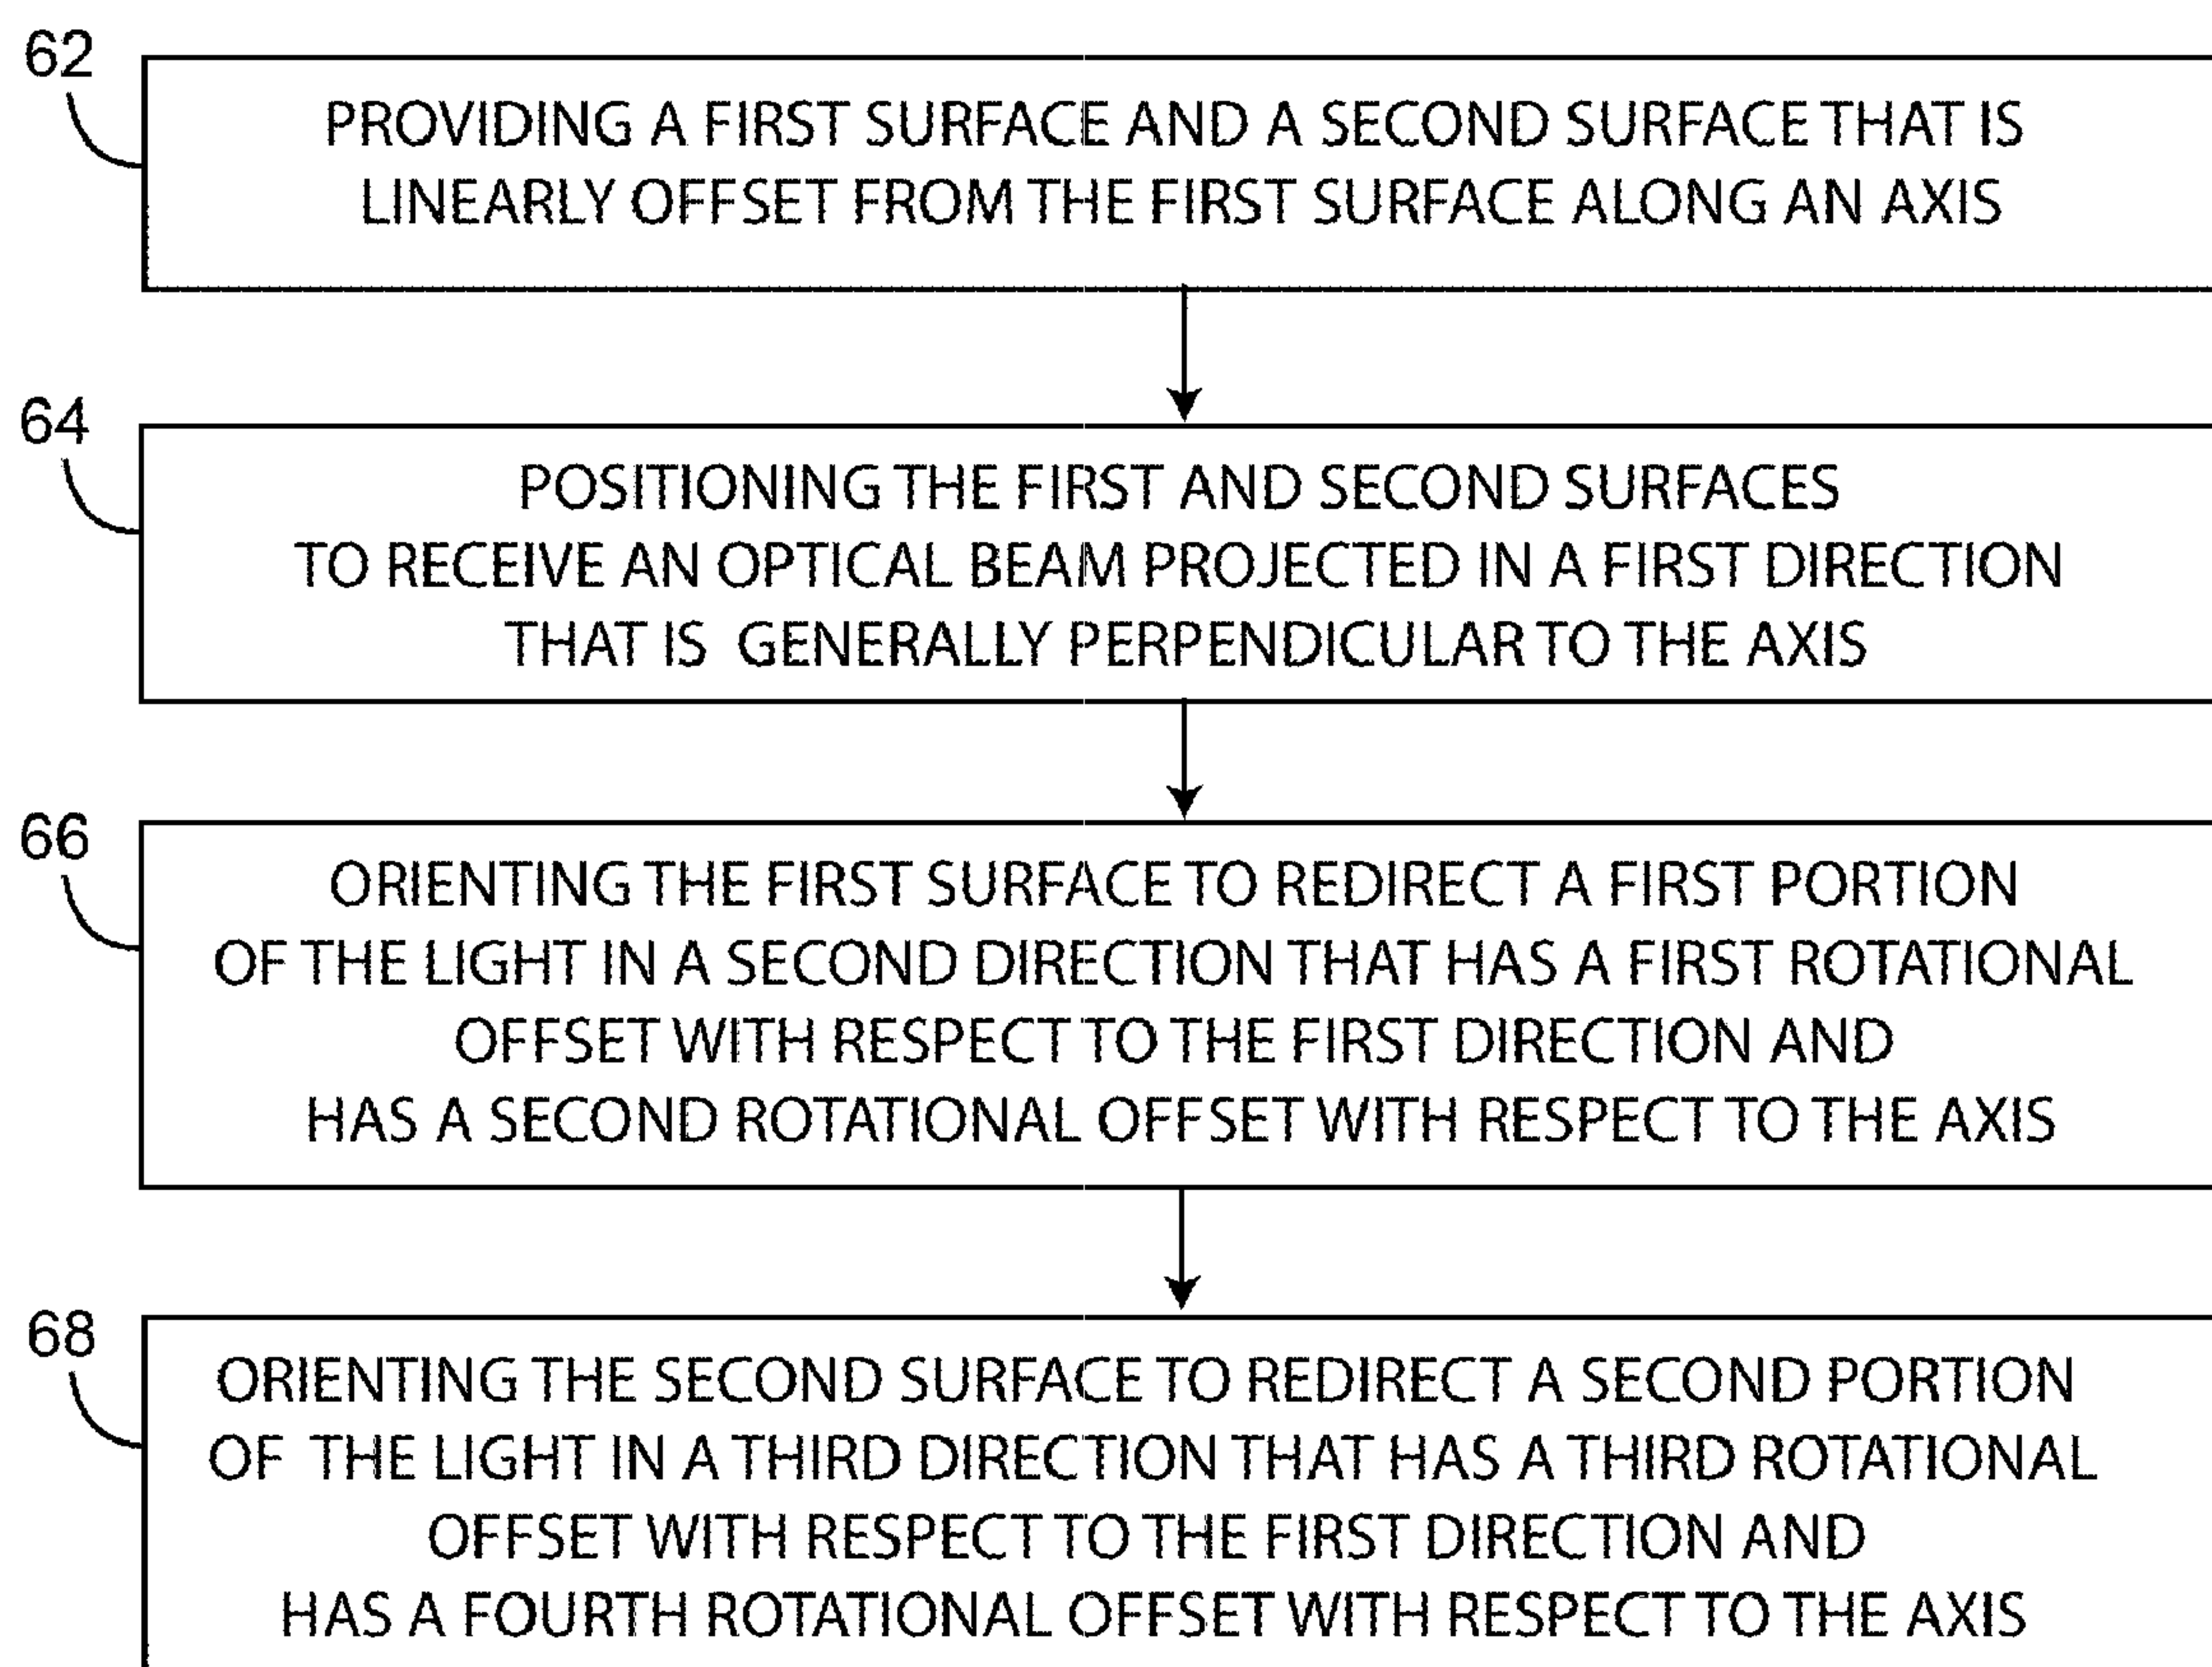 62
PROVIDING A FIRST SURFACE AND A SECOND SURFACE THAT IS
LINEARLY OFFSET FROM THE FIRST SURFACE ALONG AN AXIS
64
POSITIONING THE FIRST AND SECOND SURFACES
TO RECEIVE AN OPTICAL BEAM PROJECTED IN A FIRST DIRECTION
THAT IS GENERALLY PERPENDICULAR TO THE AXIS
66
ORIENTING THE FIRST SURFACE TO REDIRECT A FIRST PORTION
OF THE LIGHT IN A SECOND DIRECTION THAT HAS A FIRST ROTATIONAL
OFFSET WITH RESPECT TO THE FIRST DIRECTION AND
HAS A SECOND ROTATIONAL OFFSET WITH RESPECT TO THE AXIS
68
ORIENTING THE SECOND SURFACE TO REDIRECT A SECOND PORTION
OF THE LIGHT IN A THIRD DIRECTION THAT HAS A THIRD ROTATIONAL
OFFSET WITH RESPECT TO THE FIRST DIRECTION AND
HAS A FOURTH ROTATIONAL OFFSET WITH RESPECT TO THE AXIS